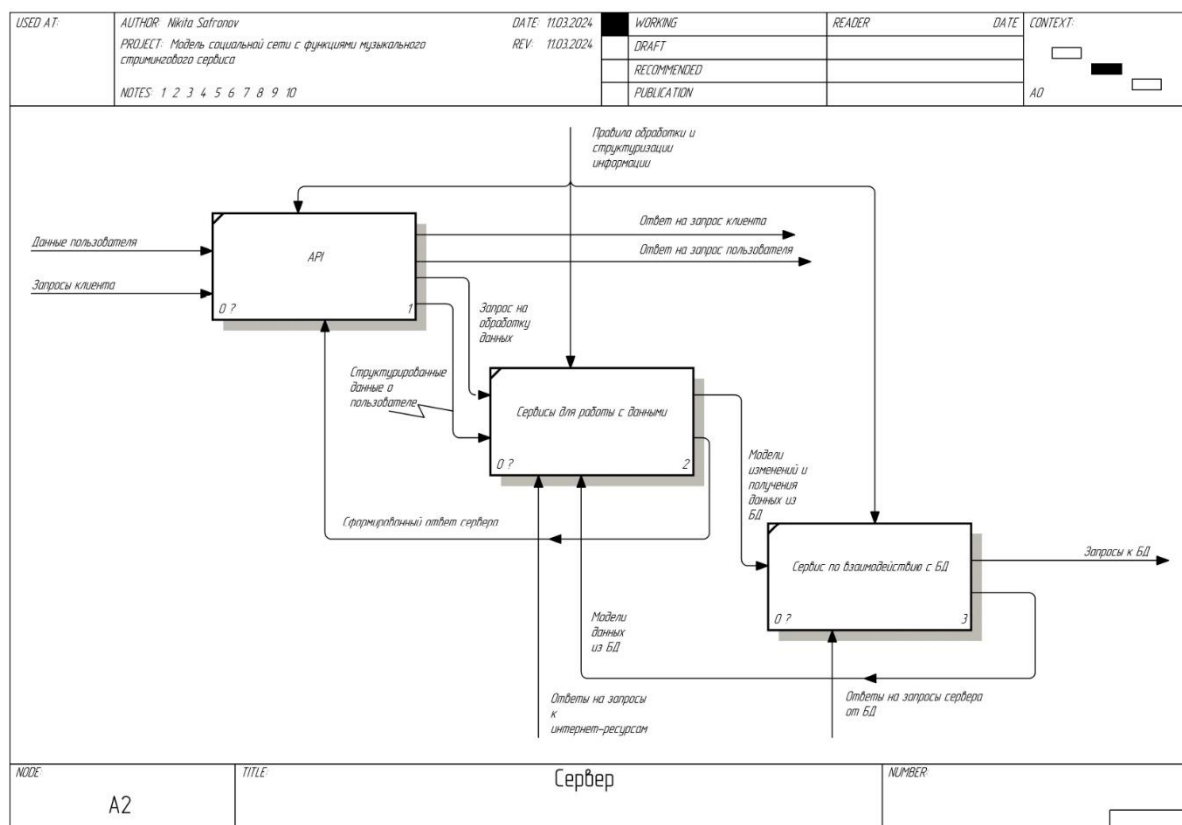 USED AT:
AUTHOR: Nikita Safronov
DATE: 11.03.2024
PROJECT: Модель социальной сети с функциями музыкального
стримингового сервиса
REV: 11.03.2024
NOTES: 1 2 3 4 5 6 7 8 9 10
WORKING
DRAFT
RECOMMENDED
PUBLICATION
READER
DATE
CONTEXT:
A0
Правила обработки и
структуризации
информации
Данные пользователя
Запросы клиента
API
0 ?
1
Ответ на запрос клиента
Ответ на запрос пользователя
Запрос на
обработку
данных
Структурированные
данные о
пользователе
Сервисы для работы с данными
0 ?
2
Модели
изменений и
получения
данных из
БД
Сформированный ответ сервера
Сервис по взаимодействию с БД
0 ?
3
Запросы к БД
Модели
данных
из БД
Ответы на запросы
к
интернет-ресурсам
Ответы на запросы сервера
от БД
NODE:
A2
TITLE:
Сервер
NUMBER: